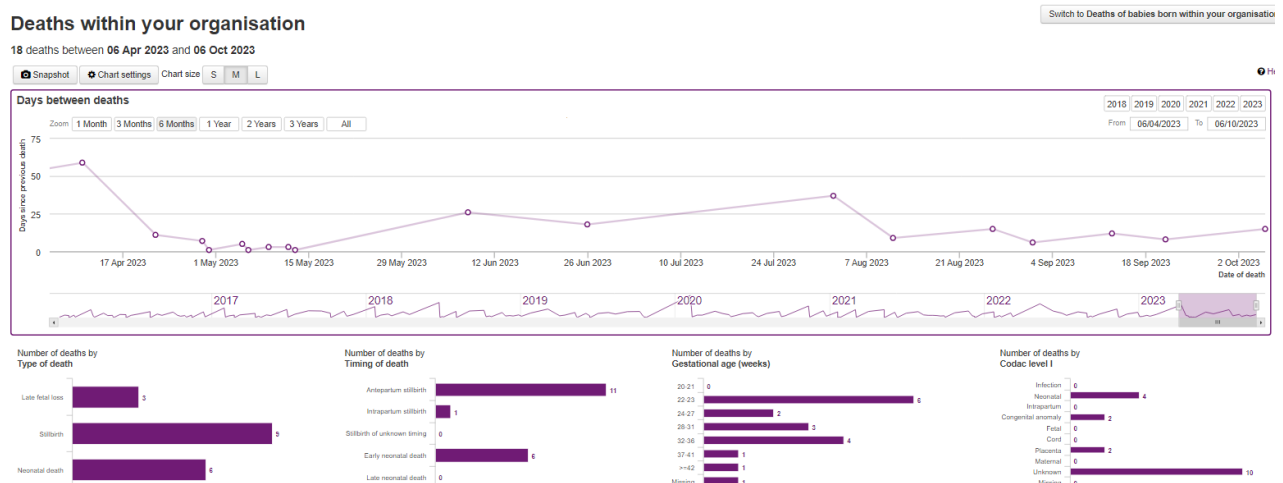 Deaths within your organisation
Switch to Deaths of babies born within your organisation
18 deaths between 06 Apr 2023 and 06 Oct 2023
Snapshot Chart settings Chart size S M L
He
Days between deaths
2018 2019 2020 2021 2022 2023
Zoom 1 Month 3 Months 6 Months 1 Year 2 Years 3 Years All
From 06/04/2023 To 06/10/2023
Days since previous death
75
50
25
0
17 Apr 2023 1 May 2023 15 May 2023 29 May 2023 12 Jun 2023 26 Jun 2023 10 Jul 2023 24 Jul 2023 7 Aug 2023 21 Aug 2023 4 Sep 2023 18 Sep 2023 2 Oct 2023
Date of death
2017 2018 2019 2020 2021 2022 2023
Number of deaths by
Type of death
Late fetal loss 3
Stillbirth 9
Neonatal death 6
Number of deaths by
Timing of death
Antepartum stillbirth 11
Intrapartum stillbirth 1
Stillbirth of unknown timing 0
Early neonatal death 6
Late neonatal death 0
Number of deaths by
Gestational age (weeks)
20-21 0
22-23 6
24-27 2
28-31 3
32-36 4
37-41 1
>=42 1
Missing 1
Number of deaths by
Codac level I
Infection 0
Neonatal 4
Intrapartum 0
Congenital anomaly 2
Fetal 0
Cord 0
Placenta 2
Maternal 0
Unknown 10
Missing 0